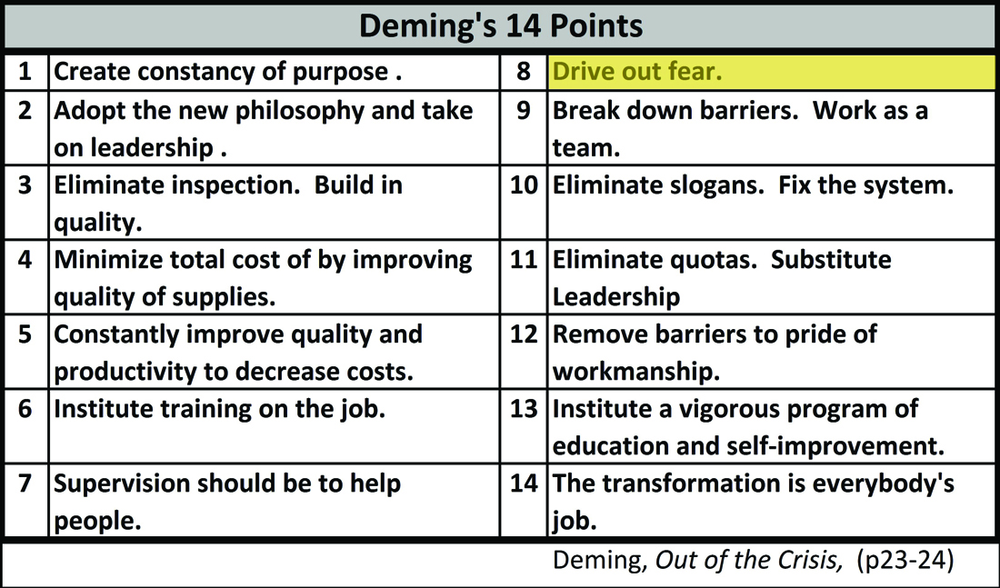 Deming's 14 Points
1 Create constancy of purpose .
2 Adopt the new philosophy and take
on leadership .
3 Eliminate inspection.  Build in
quality.
4 Minimize total cost of by improving
quality of supplies.
5 Constantly improve quality and
productivity to decrease costs.
6 Institute training on the job.
7 Supervision should be to help
people.
8 Drive out fear.
9 Break down barriers.  Work as a
team.
10 Eliminate slogans.  Fix the system.
11 Eliminate quotas.  Substitute
Leadership
12 Remove barriers to pride of
workmanship.
13 Institute a vigorous program of
education and self-improvement.
14 The transformation is everybody's
job.
Deming, Out of the Crisis,  (p23-24)